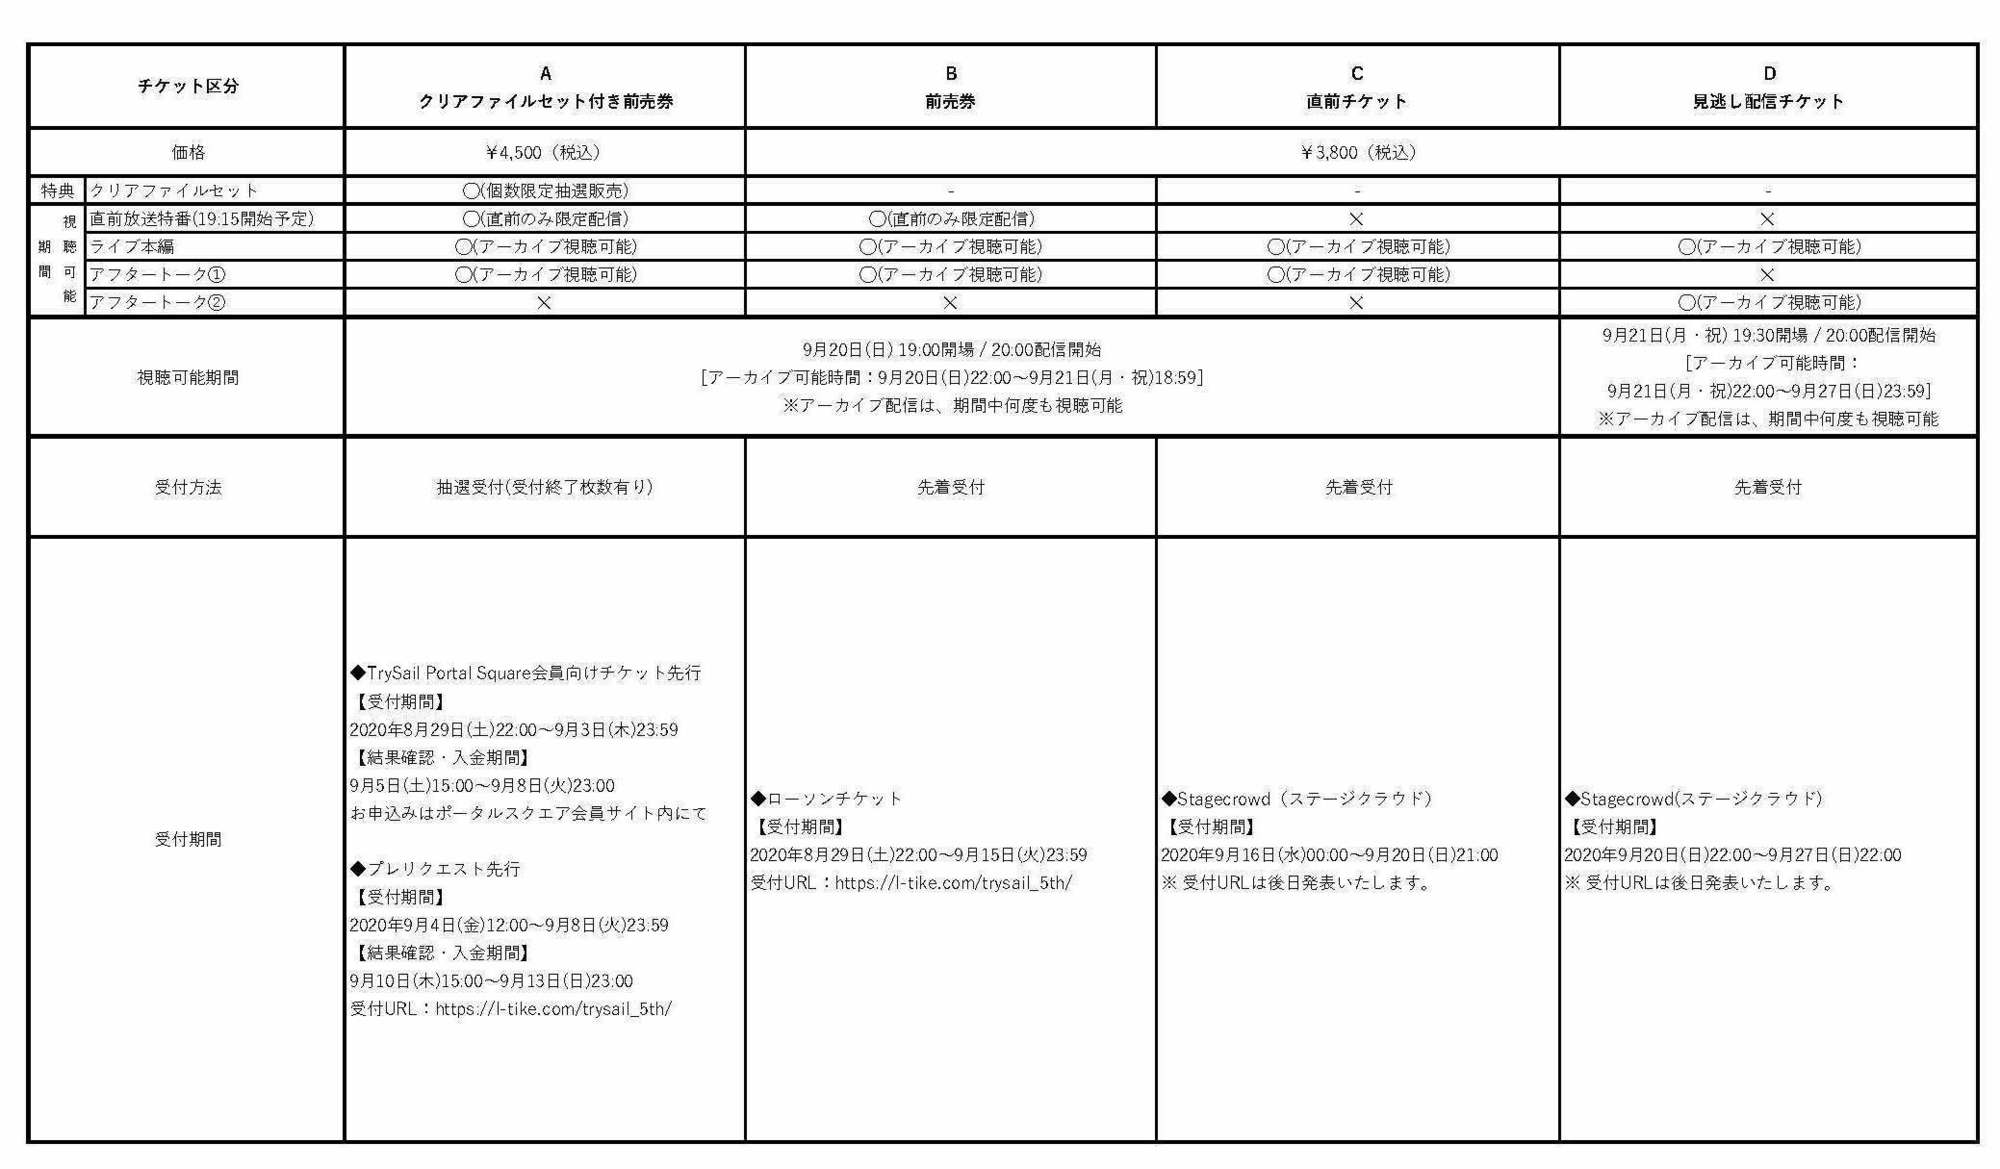 チケット区分
A
クリアファイルセット付き前売券
B
前売券
C
直前チケット
D
見逃し配信チケット
価格
￥4,500（税込）
￥3,800（税込）
特典
クリアファイルセット
○(個数限定抽選販売)
-
-
-
視聴可能
期間
直前放送特番(19:15開始予定)
○(直前のみ限定配信)
○(直前のみ限定配信)
×
×
ライブ本編
○(アーカイブ視聴可能)
○(アーカイブ視聴可能)
○(アーカイブ視聴可能)
○(アーカイブ視聴可能)
アフタートーク①
○(アーカイブ視聴可能)
○(アーカイブ視聴可能)
○(アーカイブ視聴可能)
×
アフタートーク②
×
×
×
○(アーカイブ視聴可能)
視聴可能期間
9月20日(日) 19:00開場 / 20:00配信開始
[アーカイブ可能時間：9月20日(日)22:00～9月21日(月・祝)18:59]
※アーカイブ配信は、期間中何度も視聴可能
9月21日(月・祝) 19:30開場 / 20:00配信開始
[アーカイブ可能時間：
9月21日(月・祝)22:00～9月27日(日)23:59]
※アーカイブ配信は、期間中何度も視聴可能
受付方法
抽選受付(受付終了枚数有り)
先着受付
先着受付
先着受付
受付期間
◆TrySail Portal Square会員向けチケット先行
【受付期間】
2020年8月29日(土)22:00～9月3日(木)23:59
【結果確認・入金期間】
9月5日(土)15:00～9月8日(火)23:00
お申込みはポータルスクエア会員サイト内にて
◆プレリクエスト先行
【受付期間】
2020年9月4日(金)12:00～9月8日(火)23:59
【結果確認・入金期間】
9月10日(木)15:00～9月13日(日)23:00
受付URL：https://l-tike.com/trysail_5th/
◆ローソンチケット
【受付期間】
2020年8月29日(土)22:00～9月15日(火)23:59
受付URL：https://l-tike.com/trysail_5th/
◆Stagecrowd（ステージクラウド）
【受付期間】
2020年9月16日(水)00:00～9月20日(日)21:00
※ 受付URLは後日発表いたします。
◆Stagecrowd(ステージクラウド)
【受付期間】
2020年9月20日(日)22:00～9月27日(日)22:00
※ 受付URLは後日発表いたします。